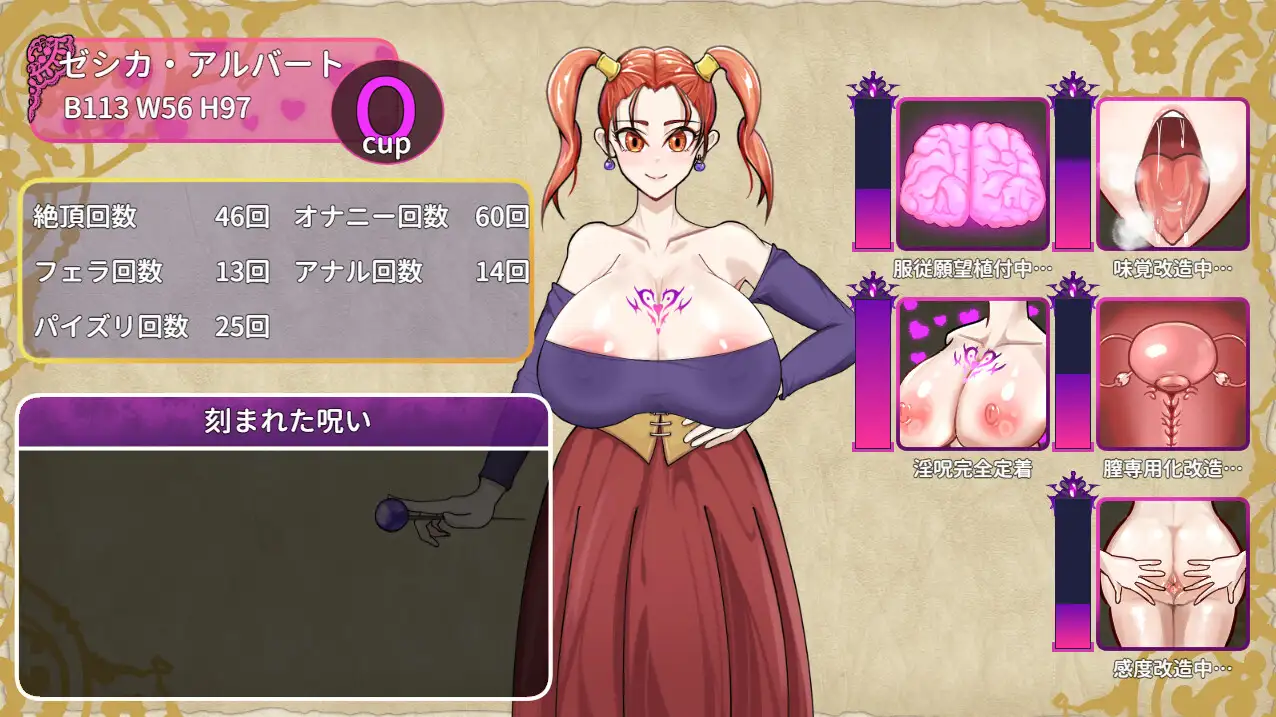 ゼシカ・アルバート
B113 W56 H97
O
cup
絶頂回数 46回 オナニー回数 60回
フェラ回数 13回 アナル回数 14回
パイズリ回数 25回
刻まれた呪い
服従願望植付中…
味覚改造中…
淫呪完全定着
膣専用化改造…
感度改造中…